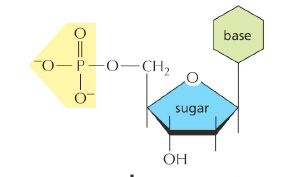 O
⁻O—P—O—CH₂
O⁻
base
O
sugar
OH